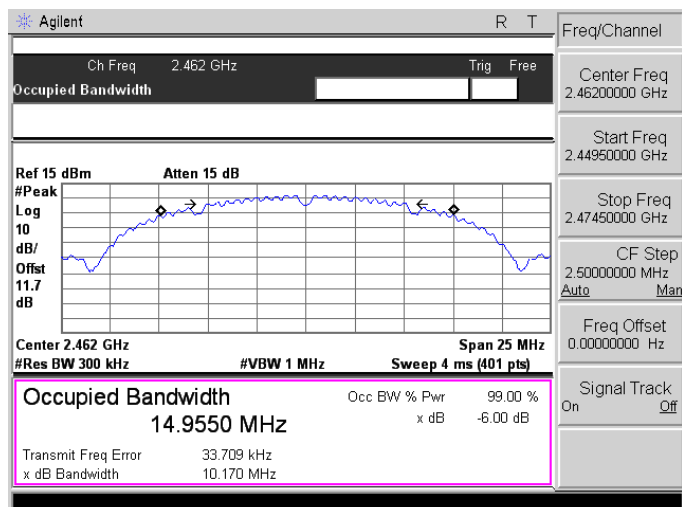 Agilent
R T
Ch Freq 2.462 GHz
Trig Free
Occupied Bandwidth
Ref 15 dBm
Atten 15 dB
#Peak
Log
10
dB/
Offst
11.7
dB
Center 2.462 GHz
Span 25 MHz
#Res BW 300 kHz
#VBW 1 MHz
Sweep 4 ms (401 pts)
Occupied Bandwidth
14.9550 MHz
Occ BW % Pwr 99.00 %
x dB -6.00 dB
Transmit Freq Error 33.709 kHz
x dB Bandwidth 10.170 MHz
Freq/Channel
Center Freq
2.46200000 GHz
Start Freq
2.44950000 GHz
Stop Freq
2.47450000 GHz
CF Step
2.50000000 MHz
Auto Man
Freq Offset
0.00000000 Hz
Signal Track
On Off